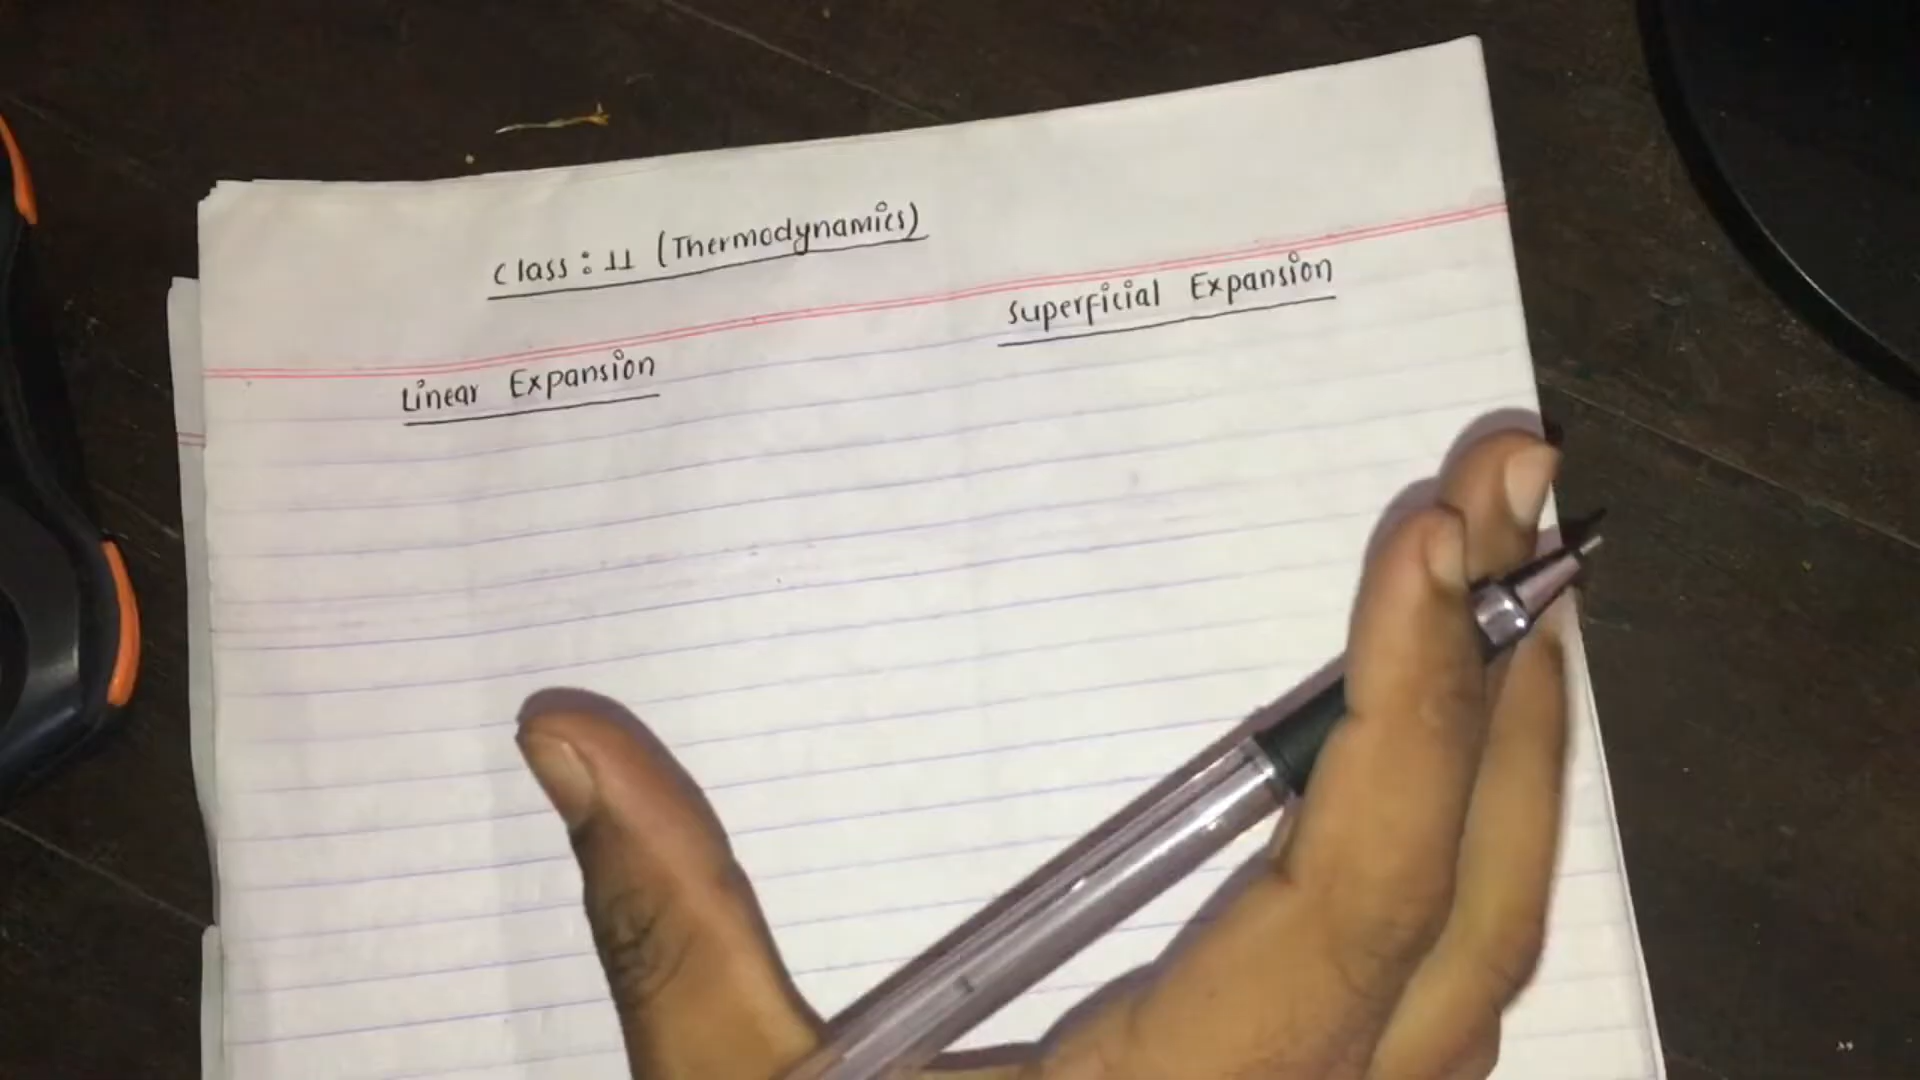 Class : 11 (Thermodynamics)
Linear Expansion
Superficial Expansion